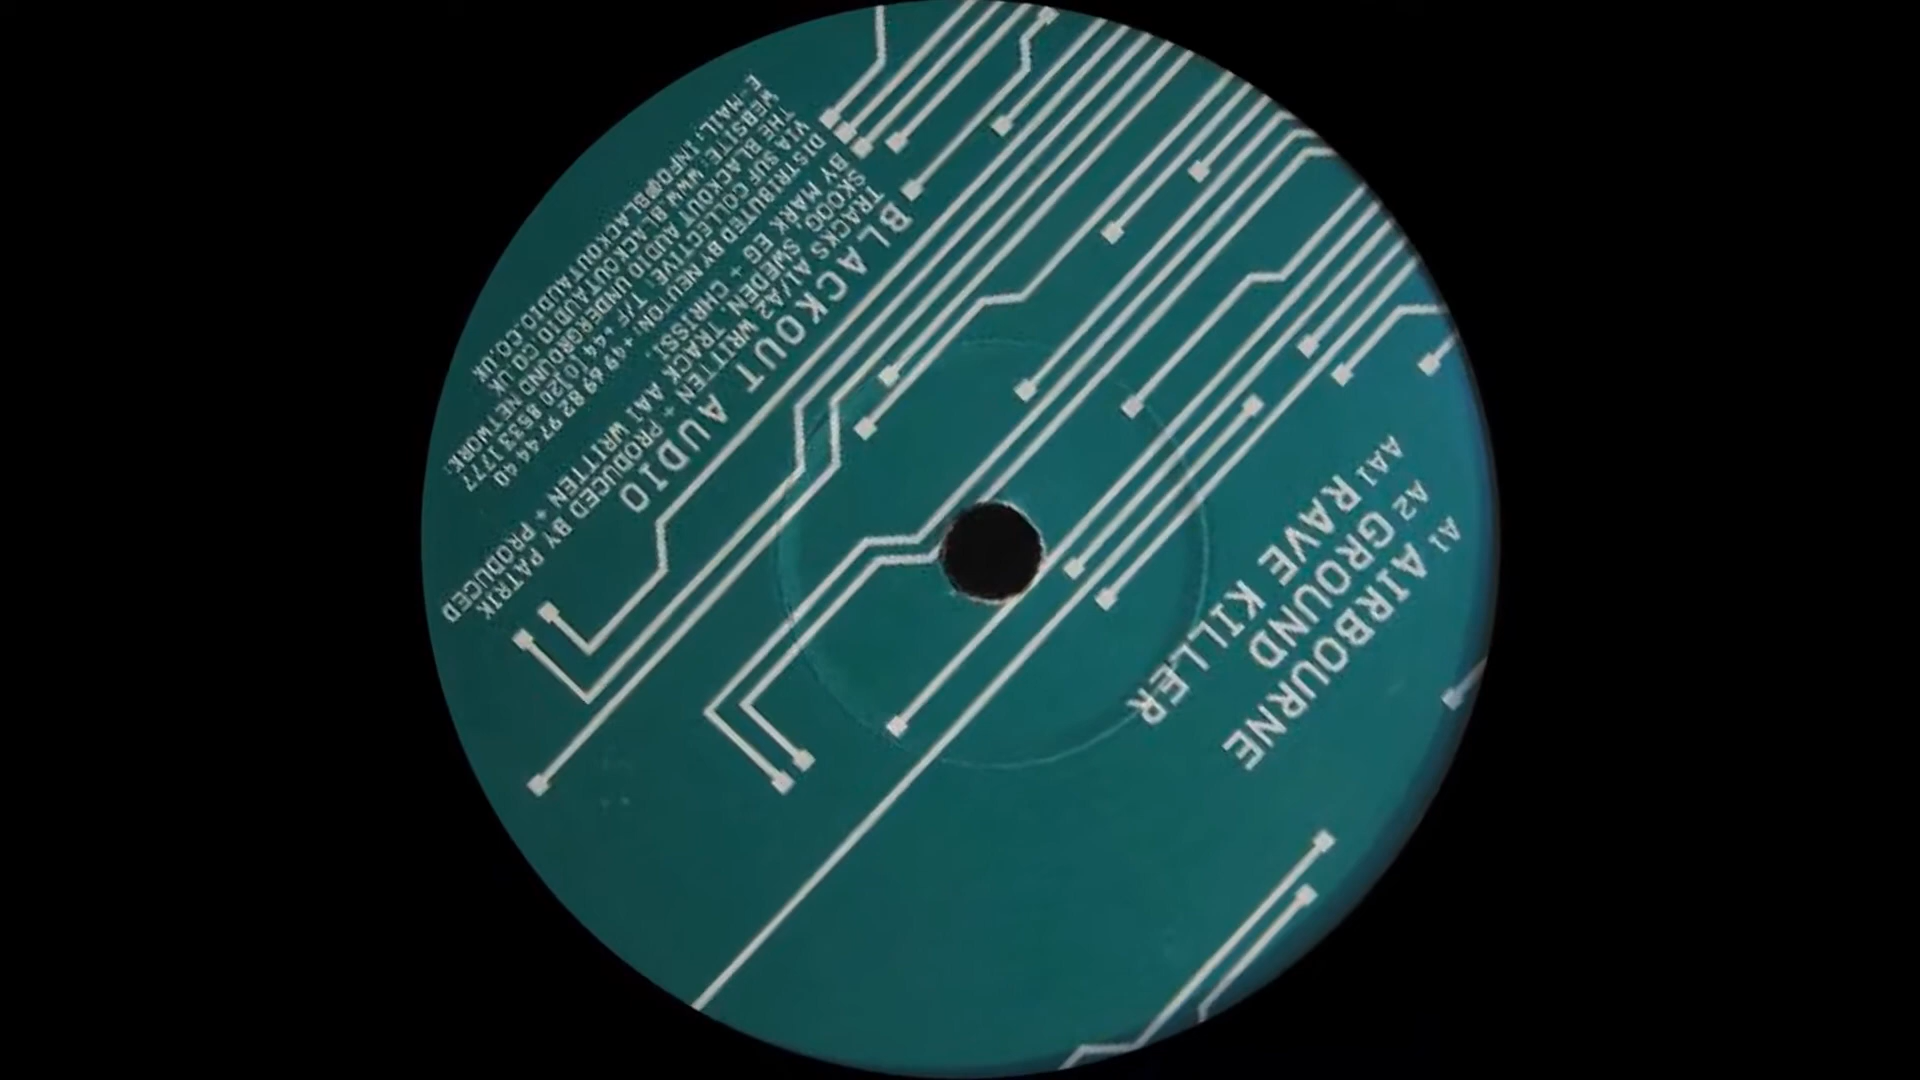 A1 AIRBOURNE
A2 GROUND
AA1 RAVE KILLER
BLACKOUT AUDIO
TRACKS A1/A2 WRITTEN + PRODUCED BY PATRIK
SKOOG, SWEDEN. TRACK AA1 WRITTEN + PRODUCED
BY MARK EG + CHRISSI.
DISTRIBUTED BY NEUTON: +49 69 82 97 44 40
VIA SUF COLLECTIVE: T/F +44 (0)20 8533 1777
THE BLACKOUT AUDIO UNDERGROUND NETWORK:
WEBSITE: WWW.BLACKOUTAUDIO.CO.UK
E-MAIL: INFO@BLACKOUTAUDIO.CO.UK